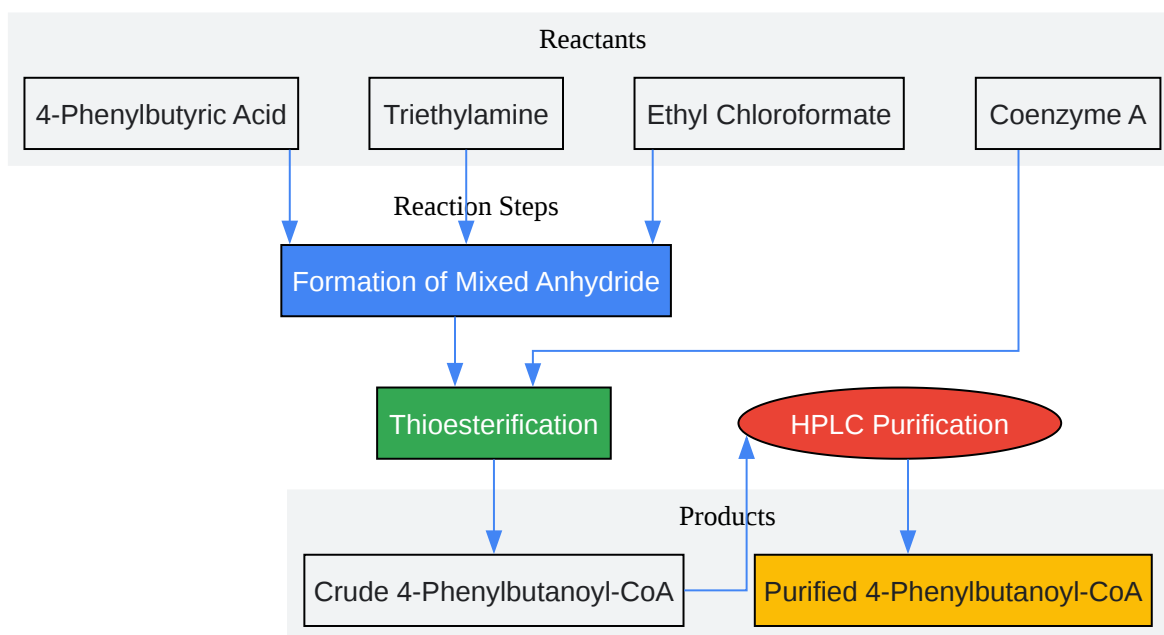 Reactants
4-Phenylbutyric Acid
Triethylamine
Ethyl Chloroformate
Coenzyme A
Reaction Steps
Formation of Mixed Anhydride
Thioesterification
HPLC Purification
Products
Crude 4-Phenylbutanoyl-CoA
Purified 4-Phenylbutanoyl-CoA